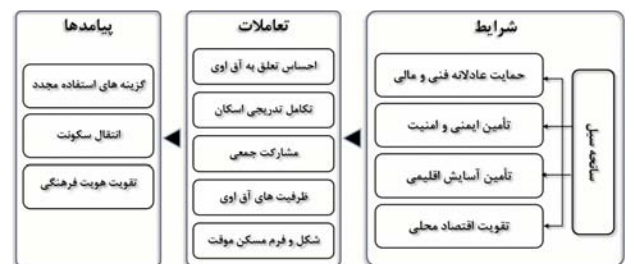 شرایط
سانحه سیل
حمایت عادلانه فنی و مالی
تأمین ایمنی و امنیت
تأمین آسایش اقلیمی
تقویت اقتصاد محلی
تعاملات
احساس تعلق به آق اوی
تکامل تدریجی اسکان
مشارکت جمعی
ظرفیت های آق اوی
شکل و فرم مسکن موقت
پیامدها
گزینه های استفاده مجدد
انتقال سکونت
تقویت هویت فرهنگی